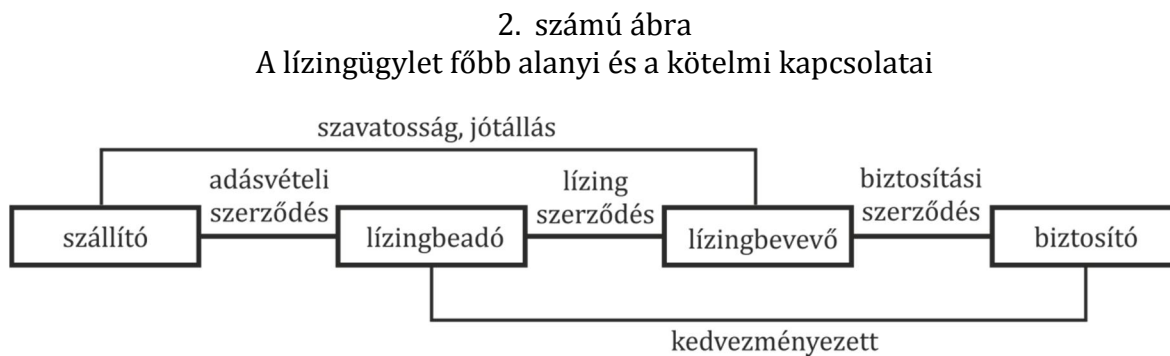 2. számú ábra
A lízingügylet főbb alanyi és a kötelmi kapcsolatai
szavatosság, jótállás
adásvételi
szerződés
lízing
szerződés
biztosítási
szerződés
szállító
lízingbeadó
lízingbevevő
biztosító
kedvezményezett